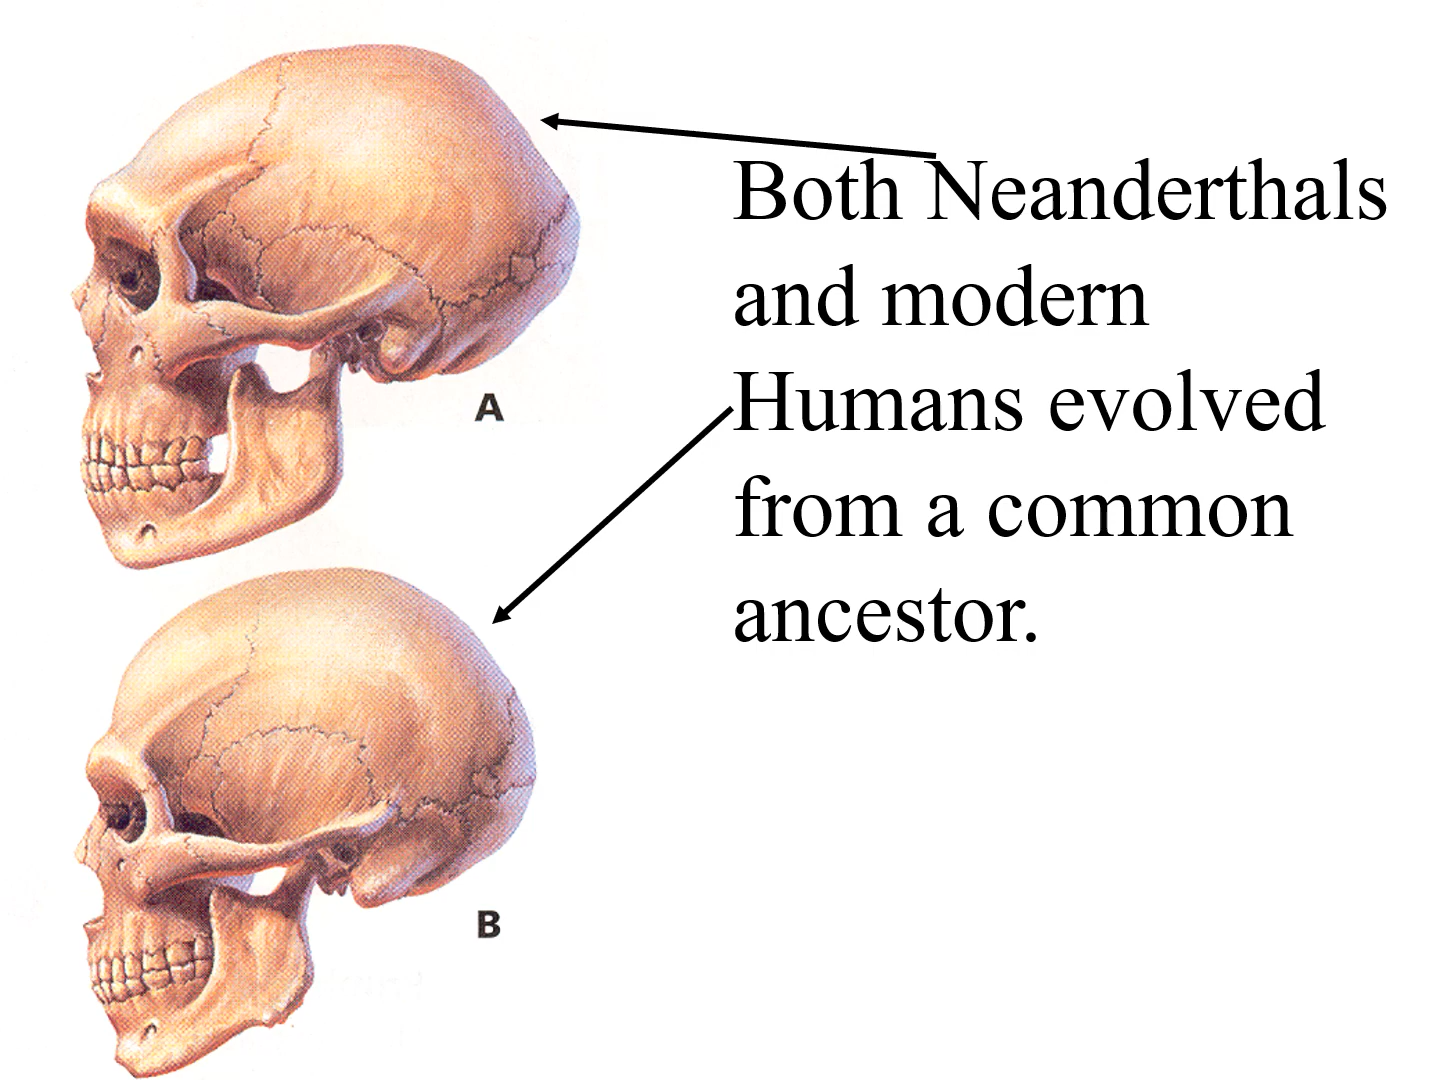 Both Neanderthals
and modern
Humans evolved
from a common
ancestor.
A
B